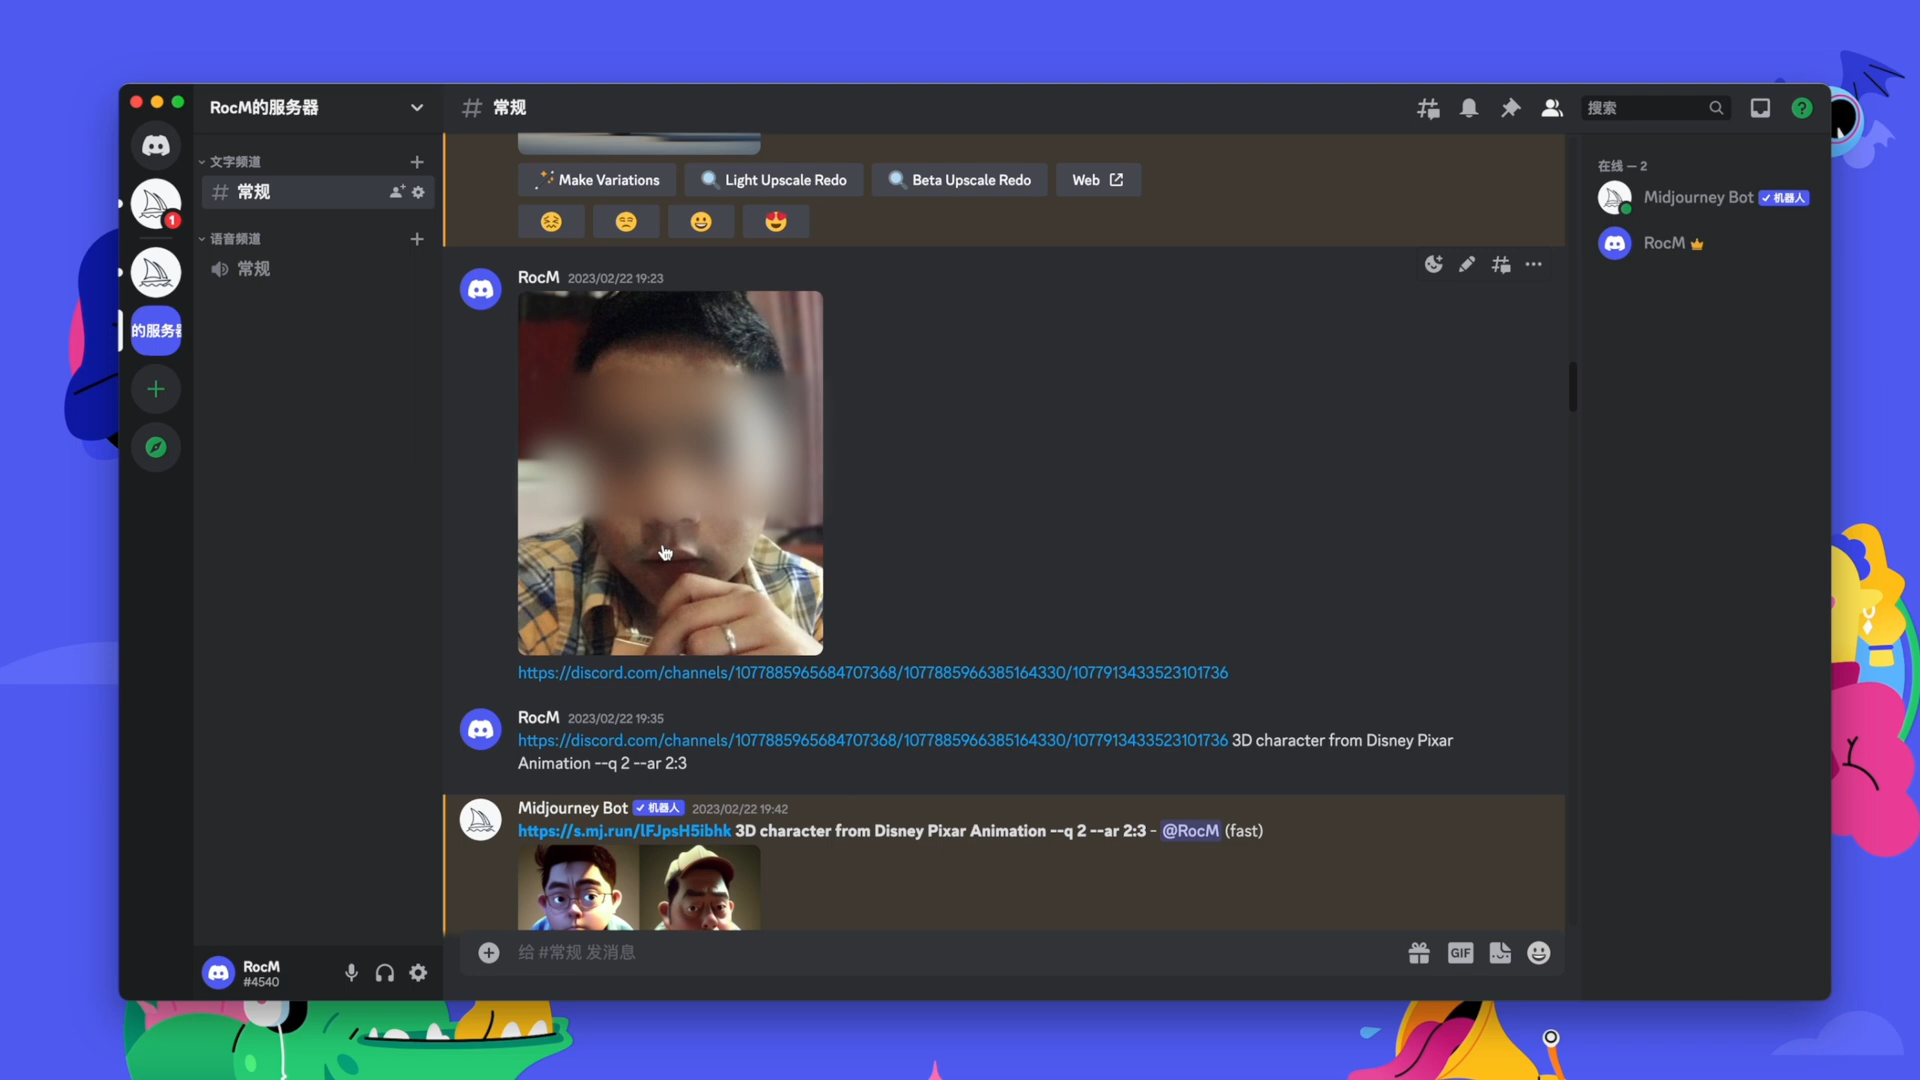 RocM的服务器
常规
搜索
文字频道
常规
语音频道
常规
1
的服务器
Make Variations
Light Upscale Redo
Beta Upscale Redo
Web
RocM 2023/02/22 19:23
https://discord.com/channels/1077885965684707368/1077885966385164330/1077913433523101736
RocM 2023/02/22 19:35
https://discord.com/channels/1077885965684707368/1077885966385164330/1077913433523101736 3D character from Disney Pixar
Animation --q 2 --ar 2:3
Midjourney Bot 机器人 2023/02/22 19:42
https://s.mj.run/lFJpsH5ibhk 3D character from Disney Pixar Animation --q 2 --ar 2:3 - @RocM (fast)
给 #常规 发消息
GIF
RocM
#4540
在线 — 2
Midjourney Bot 机器人
RocM